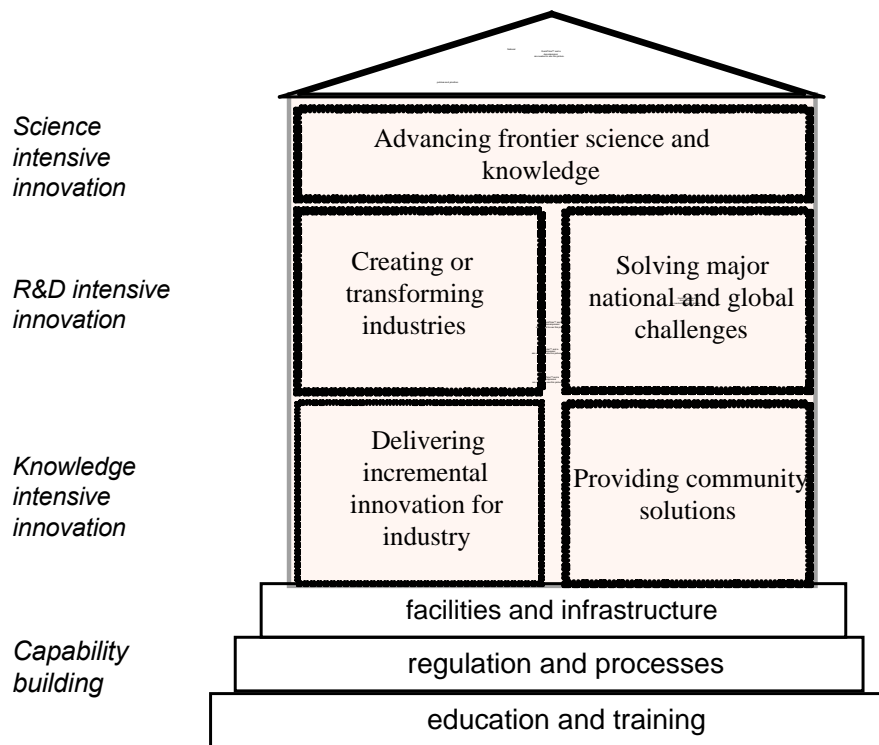 Science
intensive
innovation
Advancing frontier science and
knowledge
R&D intensive
innovation
Creating or
transforming
industries
Solving major
national and global
challenges
Knowledge
intensive
innovation
Delivering
incremental
innovation for
industry
Providing community
solutions
Capability
building
facilities and infrastructure
regulation and processes
education and training